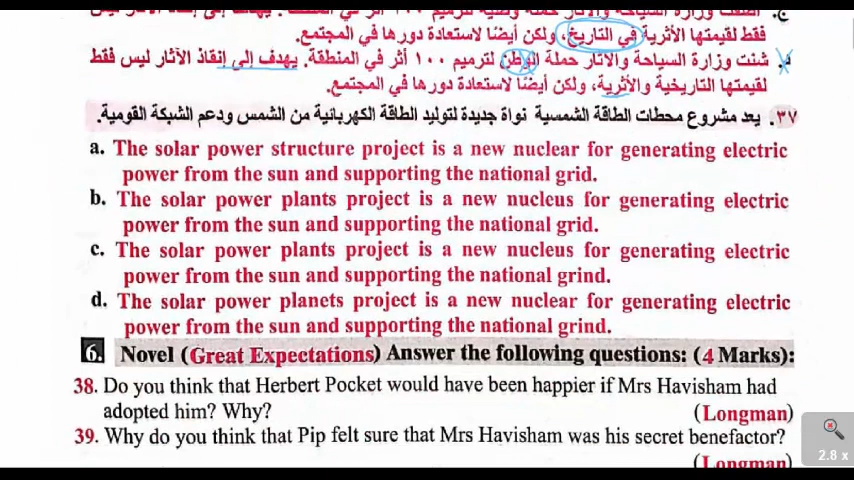 فقط لقيمتها الأثرية في التاريخ، ولكن أيضًا لاستعادة دورها في المجتمع.
د. شنت وزارة السياحة والآثار حملة الوطن لترميم ١٠٠ أثر في المنطقة. يهدف إلى إنقاذ الآثار ليس فقط
لقيمتها التاريخية والأثرية، ولكن أيضًا لاستعادة دورها في المجتمع.
٣٧. يعد مشروع محطات الطاقة الشمسية نواة جديدة لتوليد الطاقة الكهربائية من الشمس ودعم الشبكة القومية.
a. The solar power structure project is a new nuclear for generating electric
power from the sun and supporting the national grid.
b. The solar power plants project is a new nucleus for generating electric
power from the sun and supporting the national grid.
c. The solar power plants project is a new nucleus for generating electric
power from the sun and supporting the national grind.
d. The solar power planets project is a new nuclear for generating electric
power from the sun and supporting the national grind.
6. Novel (Great Expectations) Answer the following questions: (4 Marks):
38. Do you think that Herbert Pocket would have been happier if Mrs Havisham had
adopted him? Why? (Longman)
39. Why do you think that Pip felt sure that Mrs Havisham was his secret benefactor?
(Longman)
2.8 x